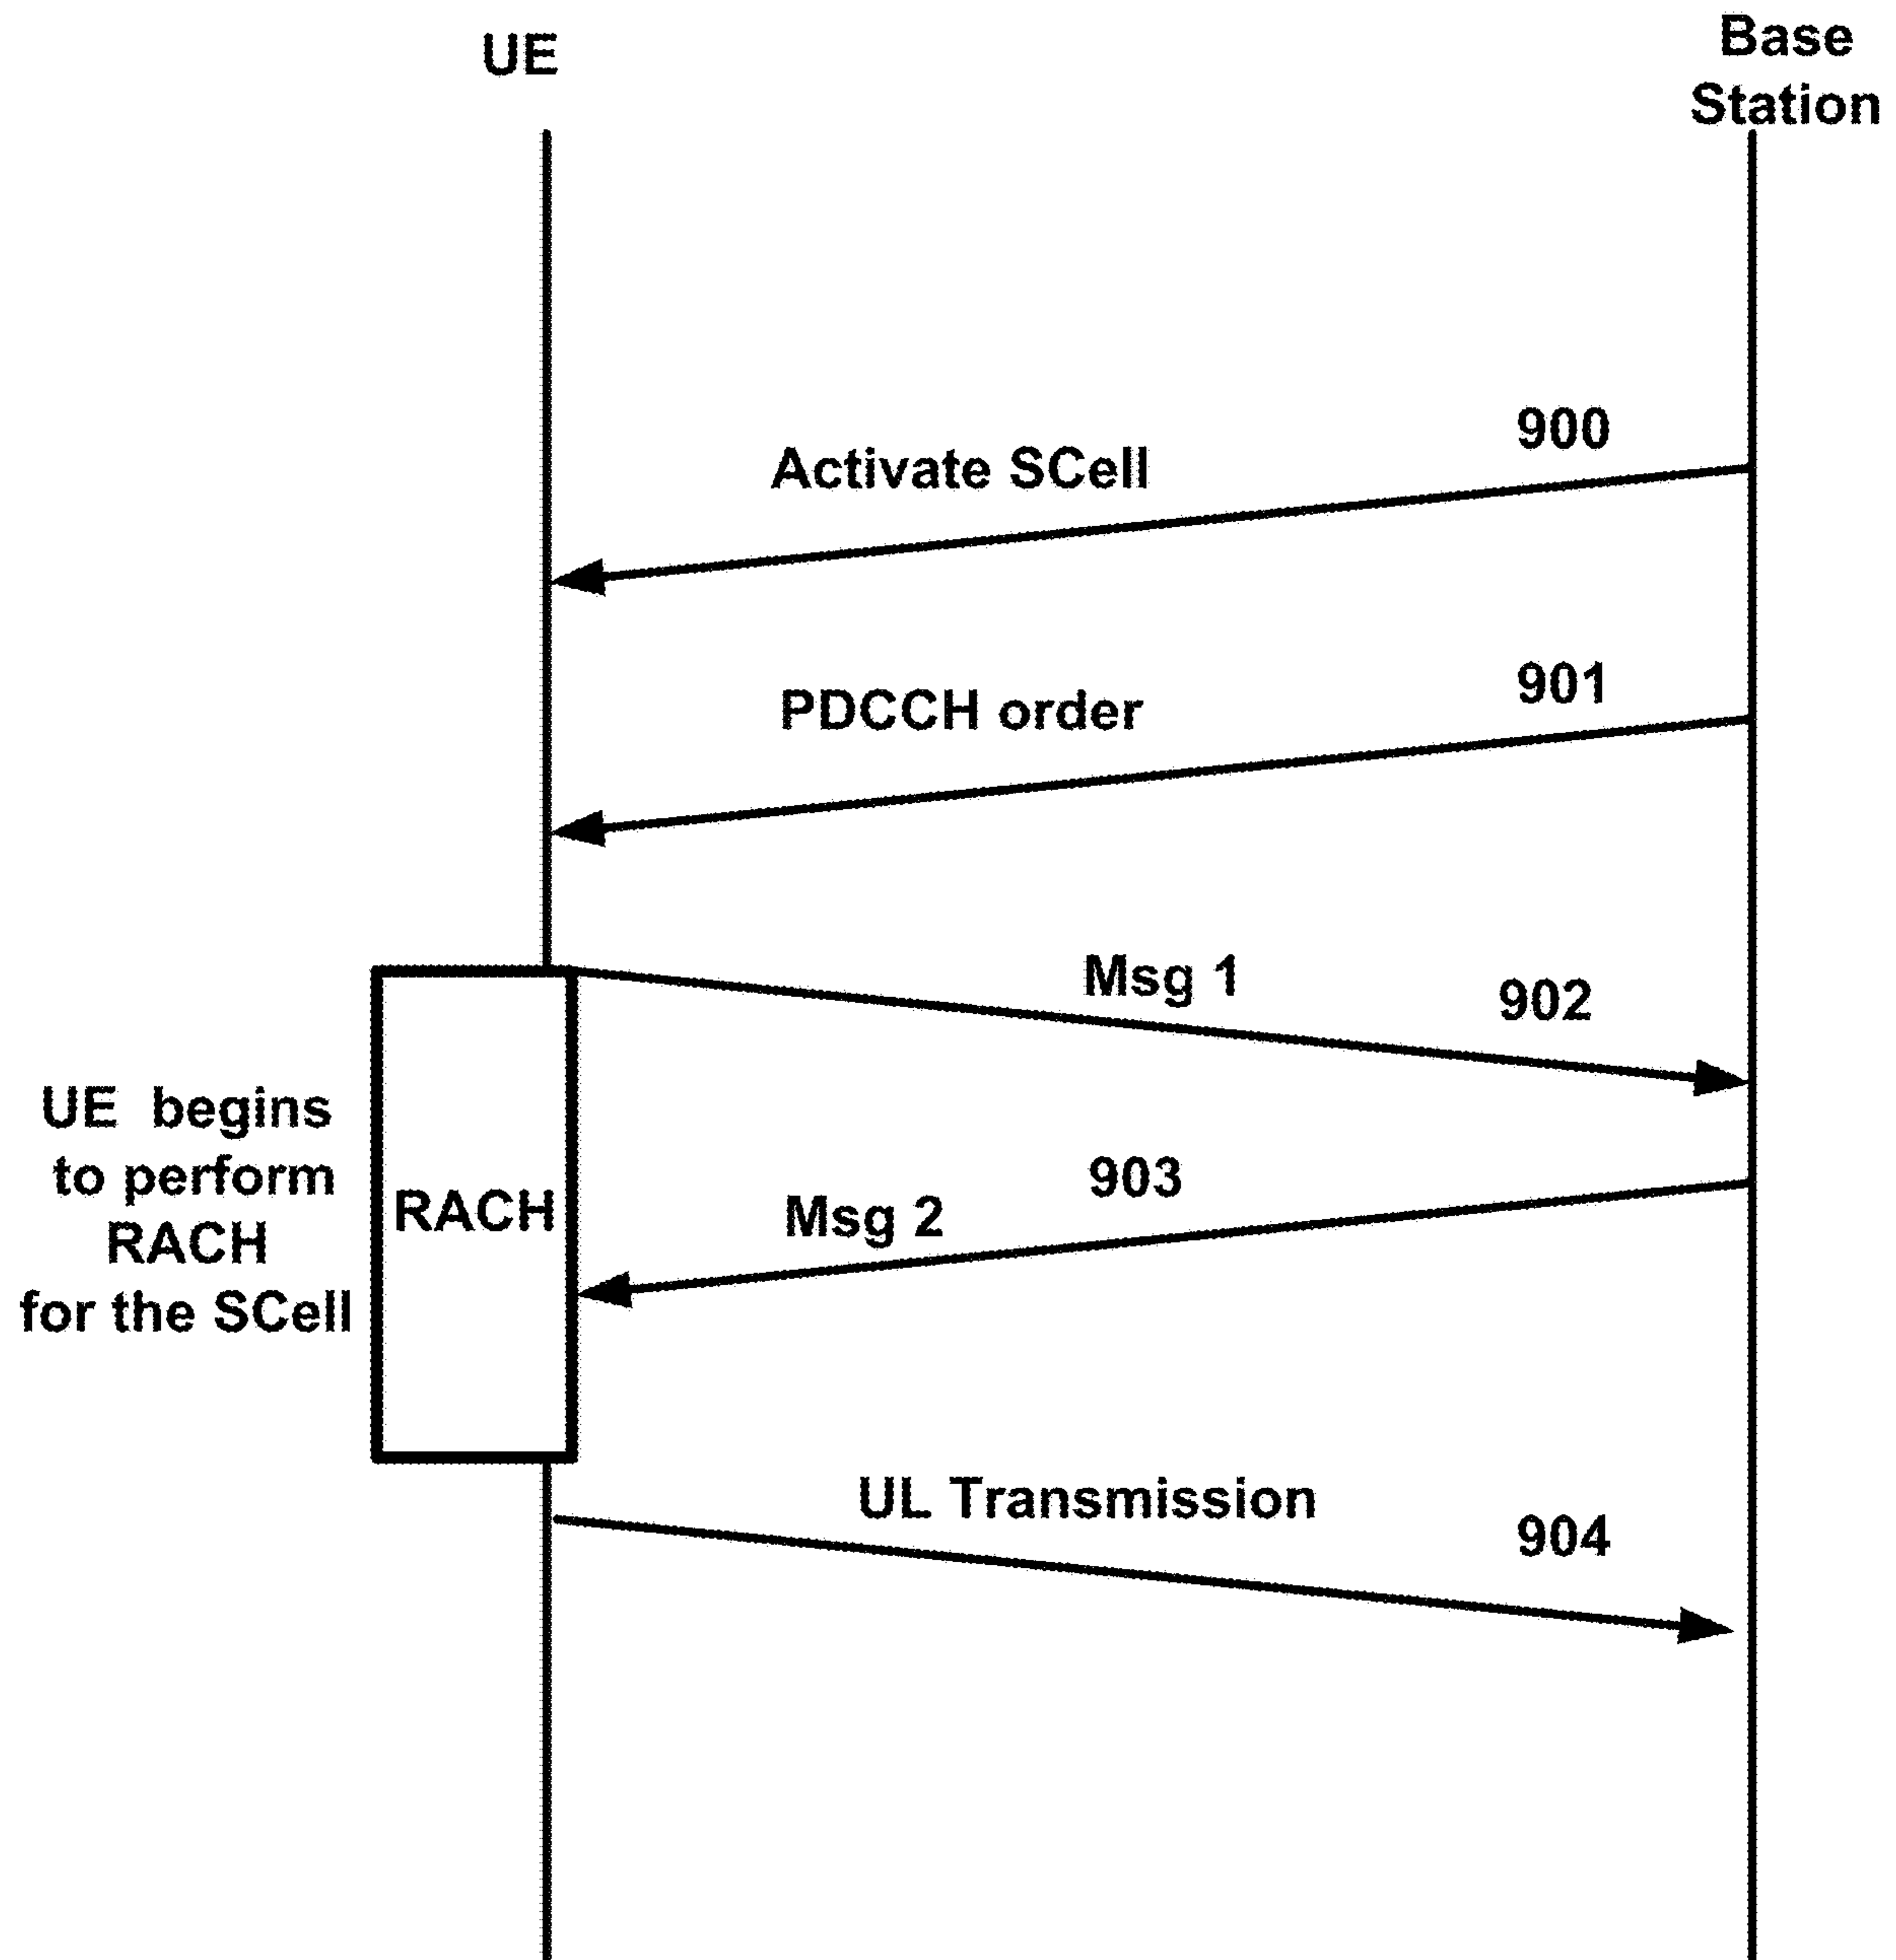 UE
Base
Station
900
Activate SCell
901
PDCCH order
Msg 1
902
903
Msg 2
UE begins
to perform
RACH
for the SCell
RACH
UL Transmission
904